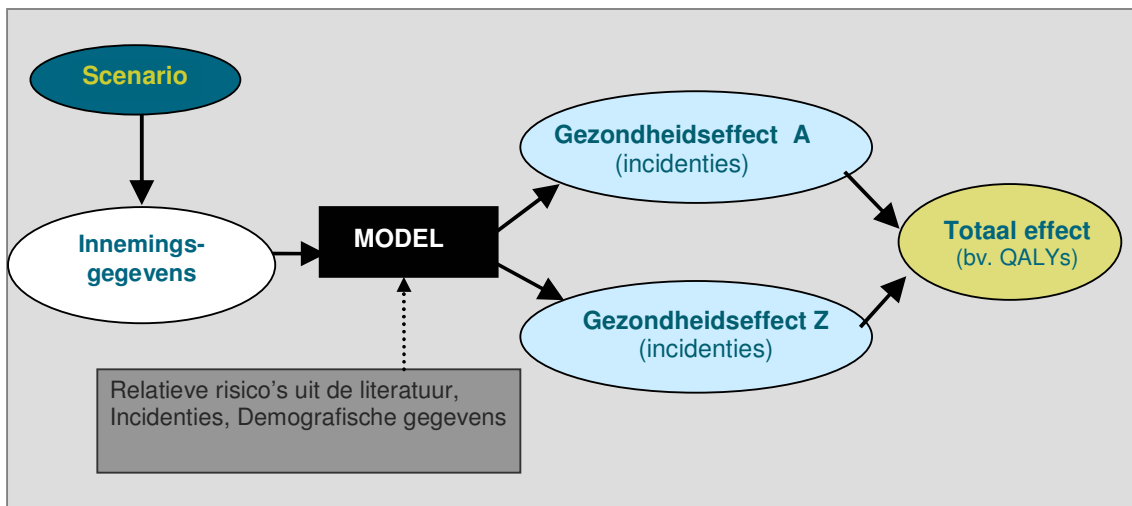 Scenario
Innemings-
gegevens
MODEL
Relatieve risico's uit de literatuur,
Incidenties, Demografische gegevens
Gezondheidseffect A
(incidenties)
Gezondheidseffect Z
(incidenties)
Totaal effect
(bv. QALYs)